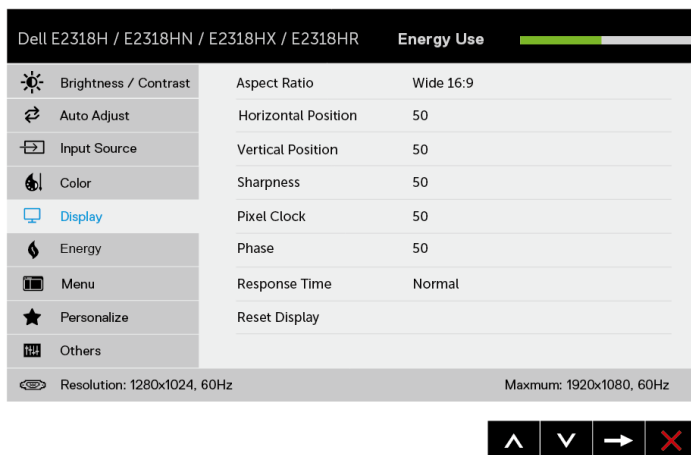 Dell E2318H / E2318HN / E2318HX / E2318HR Energy Use
Brightness / Contrast Aspect Ratio Wide 16:9
Auto Adjust Horizontal Position 50
Input Source Vertical Position 50
Color Sharpness 50
Display Pixel Clock 50
Energy Phase 50
Menu Response Time Normal
Personalize Reset Display
Others
Resolution: 1280x1024, 60Hz Maxmum: 1920x1080, 60Hz